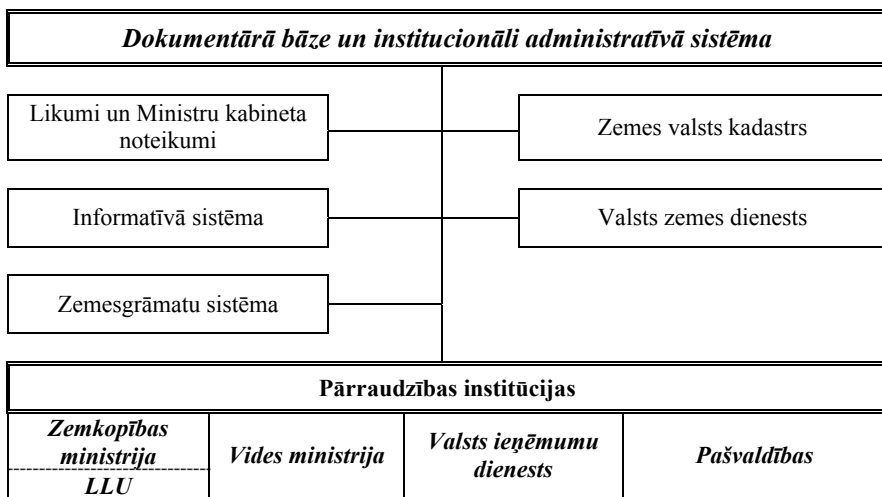 Dokumentārā bāze un institucionāli administratīvā sistēma
Likumi un Ministru kabineta
noteikumi
Zemes valsts kadastrs
Informatīvā sistēma
Valsts zemes dienests
Zemesgrāmatu sistēma
Pārraudzības institūcijas
Zemkopības
ministrija
LLU
Vides ministrija
Valsts ieņēmumu
dienests
Pašvaldības